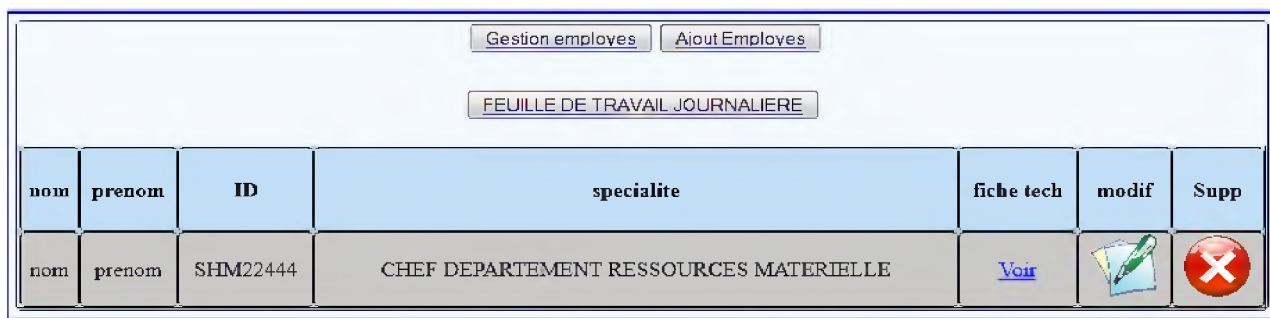 Gestion employes Ajout Employes
FEUILLE DE TRAVAIL JOURNALIERE
nom prenom ID specialite fiche tech modif Supp
nom prenom SHM22444 CHEF DEPARTEMENT RESSOURCES MATERIELLE Voir